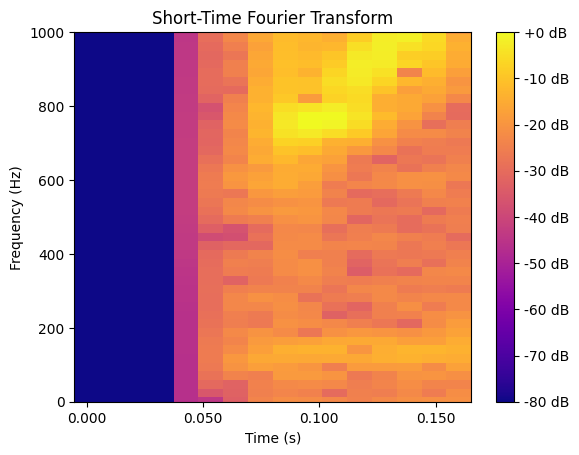 Short-Time Fourier Transform
1000
800
600
400
200
0
Frequency (Hz)
0.000
0.050
0.100
0.150
Time (s)
+0 dB
-10 dB
-20 dB
-30 dB
-40 dB
-50 dB
-60 dB
-70 dB
-80 dB